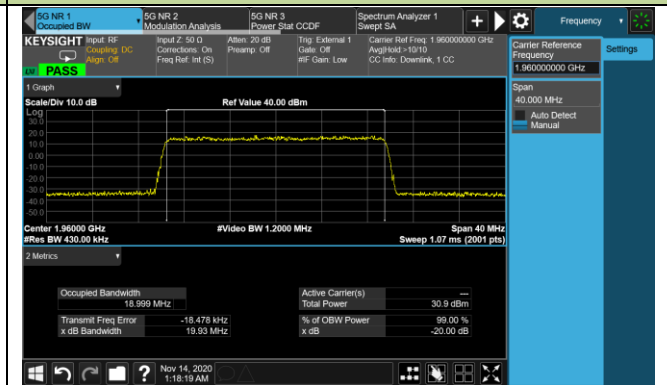 5G NR 1
Occupied BW
5G NR 2
Modulation Analysis
5G NR 3
Power Stat CCDF
Spectrum Analyzer 1
Swept SA
Frequency
KEYSIGHT
Input: RF
Coupling: DC
Align: Off
Input Z: 50 Ω
Corrections: On
Freq Ref: Int (S)
Atten: 20 dB
Preamp: Off
Trig: External 1
Gate: Off
#IF Gain: Low
Carrier Ref Freq: 1.960000000 GHz
Avg|Hold:>10/10
CC Info: Downlink, 1 CC
PASS
Carrier Reference
Frequency
1.960000000 GHz
Settings
Span
40.000 MHz
Auto Detect
Manual
1 Graph
Scale/Div 10.0 dB
Ref Value 40.00 dBm
Log
30.0
20.0
10.0
0.00
-10.0
-20.0
-30.0
-40.0
-50.0
Center 1.96000 GHz
#Video BW 1.2000 MHz
Span 40 MHz
#Res BW 430.00 kHz
Sweep 1.07 ms (2001 pts)
2 Metrics
Occupied Bandwidth
18.999 MHz
Active Carrier(s)
---
Total Power
30.9 dBm
Transmit Freq Error
-18.478 kHz
% of OBW Power
99.00 %
x dB Bandwidth
19.93 MHz
x dB
-20.00 dB
?
Nov 14, 2020
1:18:19 AM